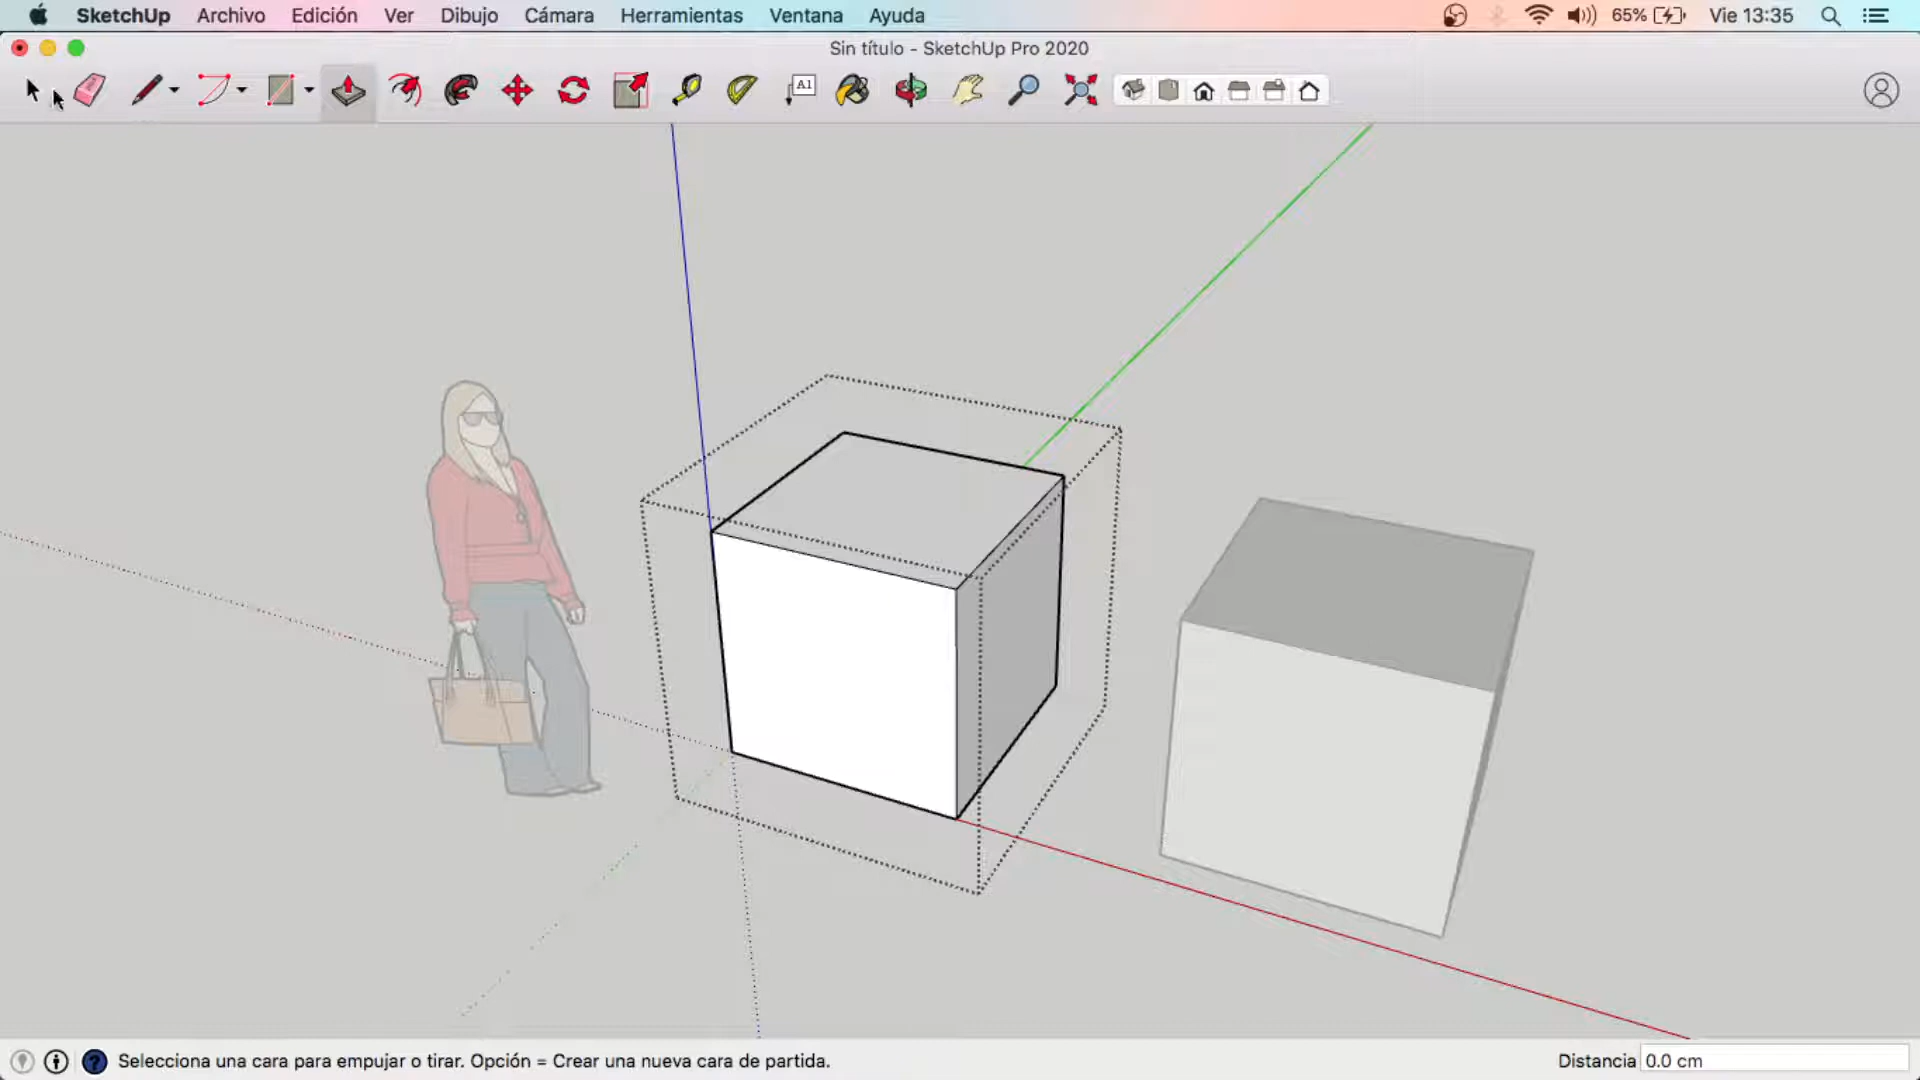 SketchUp Archivo Edición Ver Dibujo Cámara Herramientas Ventana Ayuda 65% Vie 13:35
Sin título - SketchUp Pro 2020
A1
Selecciona una cara para empujar o tirar. Opción = Crear una nueva cara de partida. Distancia 0.0 cm